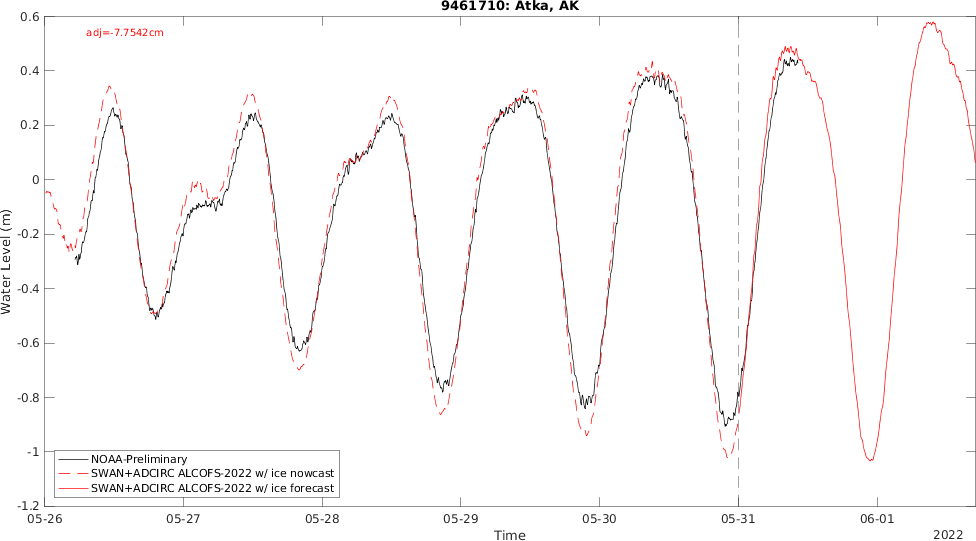 9461710: Atka, AK
adj=-7.7542cm
0.6
0.4
0.2
0
-0.2
-0.4
-0.6
-0.8
-1
-1.2
Water Level (m)
NOAA-Preliminary
SWAN+ADCIRC ALCOFS-2022 w/ ice nowcast
SWAN+ADCIRC ALCOFS-2022 w/ ice forecast
05-26 05-27 05-28 05-29 05-30 05-31 06-01
Time
2022